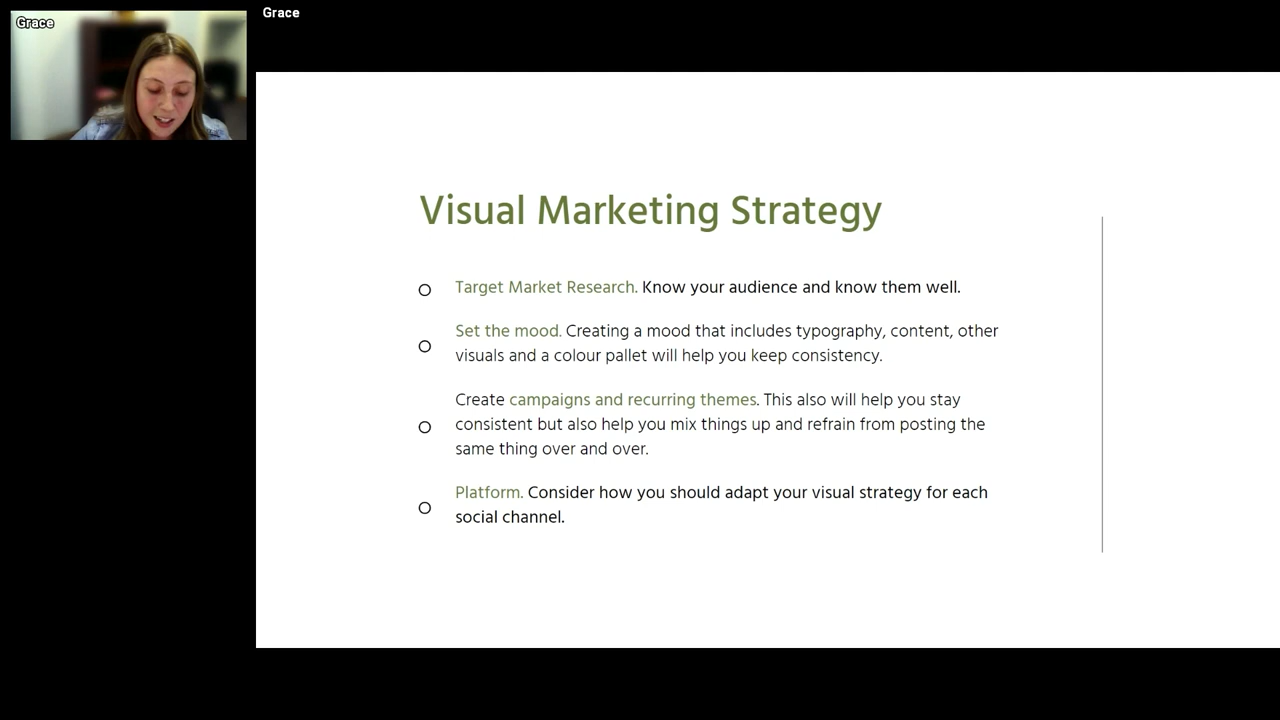 Grace
Grace
Visual Marketing Strategy
Target Market Research. Know your audience and know them well.
Set the mood. Creating a mood that includes typography, content, other
visuals and a colour pallet will help you keep consistency.
Create campaigns and recurring themes. This also will help you stay
consistent but also help you mix things up and refrain from posting the
same thing over and over.
Platform. Consider how you should adapt your visual strategy for each
social channel.